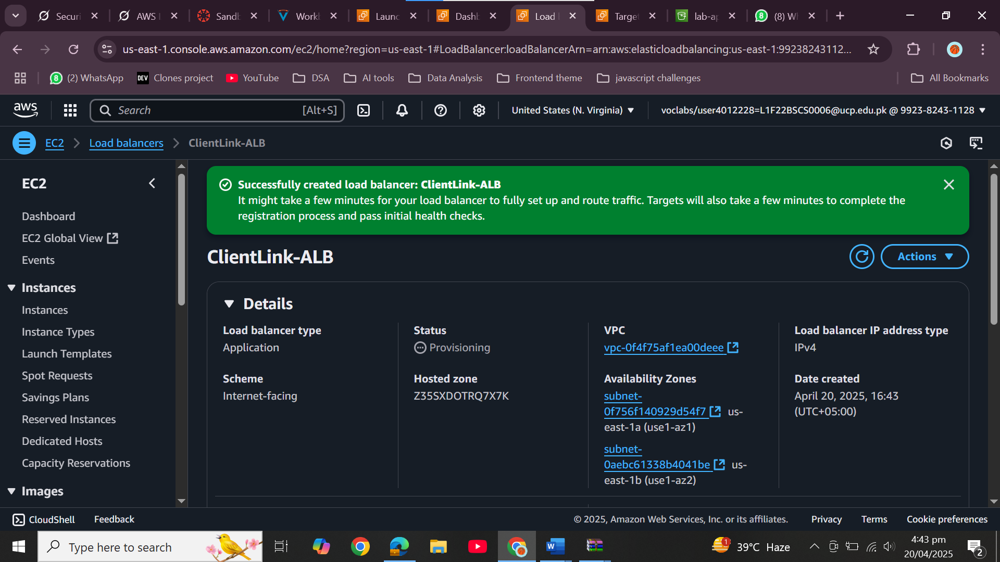 Securi
AWS
Sandb
Workl
Launc
Dashb
Load
Target
lab-ap
(8) W
us-east-1.console.aws.amazon.com/ec2/home?region=us-east-1#LoadBalancer:loadBalancerArn=arn:aws:elasticloadbalancing:us-east-1:99238243112...
(2) WhatsApp
DEV Clones project
YouTube
DSA
AI tools
Data Analysis
Frontend theme
javascript challenges
All Bookmarks
aws
Search [Alt+S]
United States (N. Virginia)
voclabs/user4012228=L1F22BSCS0006@ucp.edu.pk @ 9923-8243-1128
EC2
Load balancers
ClientLink-ALB
EC2
Dashboard
EC2 Global View
Events
Instances
Instances
Instance Types
Launch Templates
Spot Requests
Savings Plans
Reserved Instances
Dedicated Hosts
Capacity Reservations
Images
Successfully created load balancer: ClientLink-ALB
It might take a few minutes for your load balancer to fully set up and route traffic. Targets will also take a few minutes to complete the
registration process and pass initial health checks.
ClientLink-ALB
Actions
Details
Load balancer type
Application
Status
Provisioning
VPC
vpc-0f4f75af1ea00deee
Load balancer IP address type
IPv4
Scheme
Internet-facing
Hosted zone
Z35SXDOTRQ7X7K
Availability Zones
subnet-
0f756f140929d54f7 us-
east-1a (use1-az1)
subnet-
0aebc61338b4041be us-
east-1b (use1-az2)
Date created
April 20, 2025, 16:43
(UTC+05:00)
CloudShell
Feedback
© 2025, Amazon Web Services, Inc. or its affiliates.
Privacy
Terms
Cookie preferences
Type here to search
1
39°C Haze
4:43 pm
20/04/2025
2